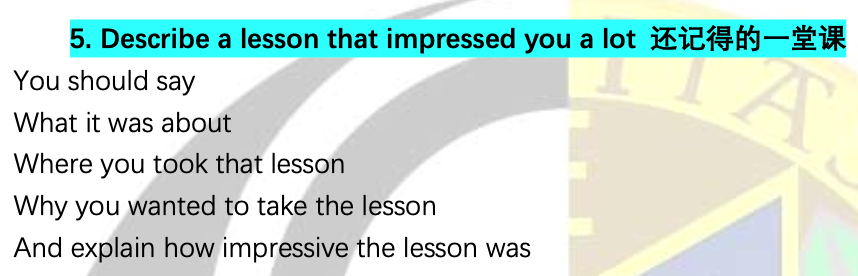 5. Describe a lesson that impressed you a lot 还记得的一堂课
You should say
What it was about
Where you took that lesson
Why you wanted to take the lesson
And explain how impressive the lesson was
ITAS